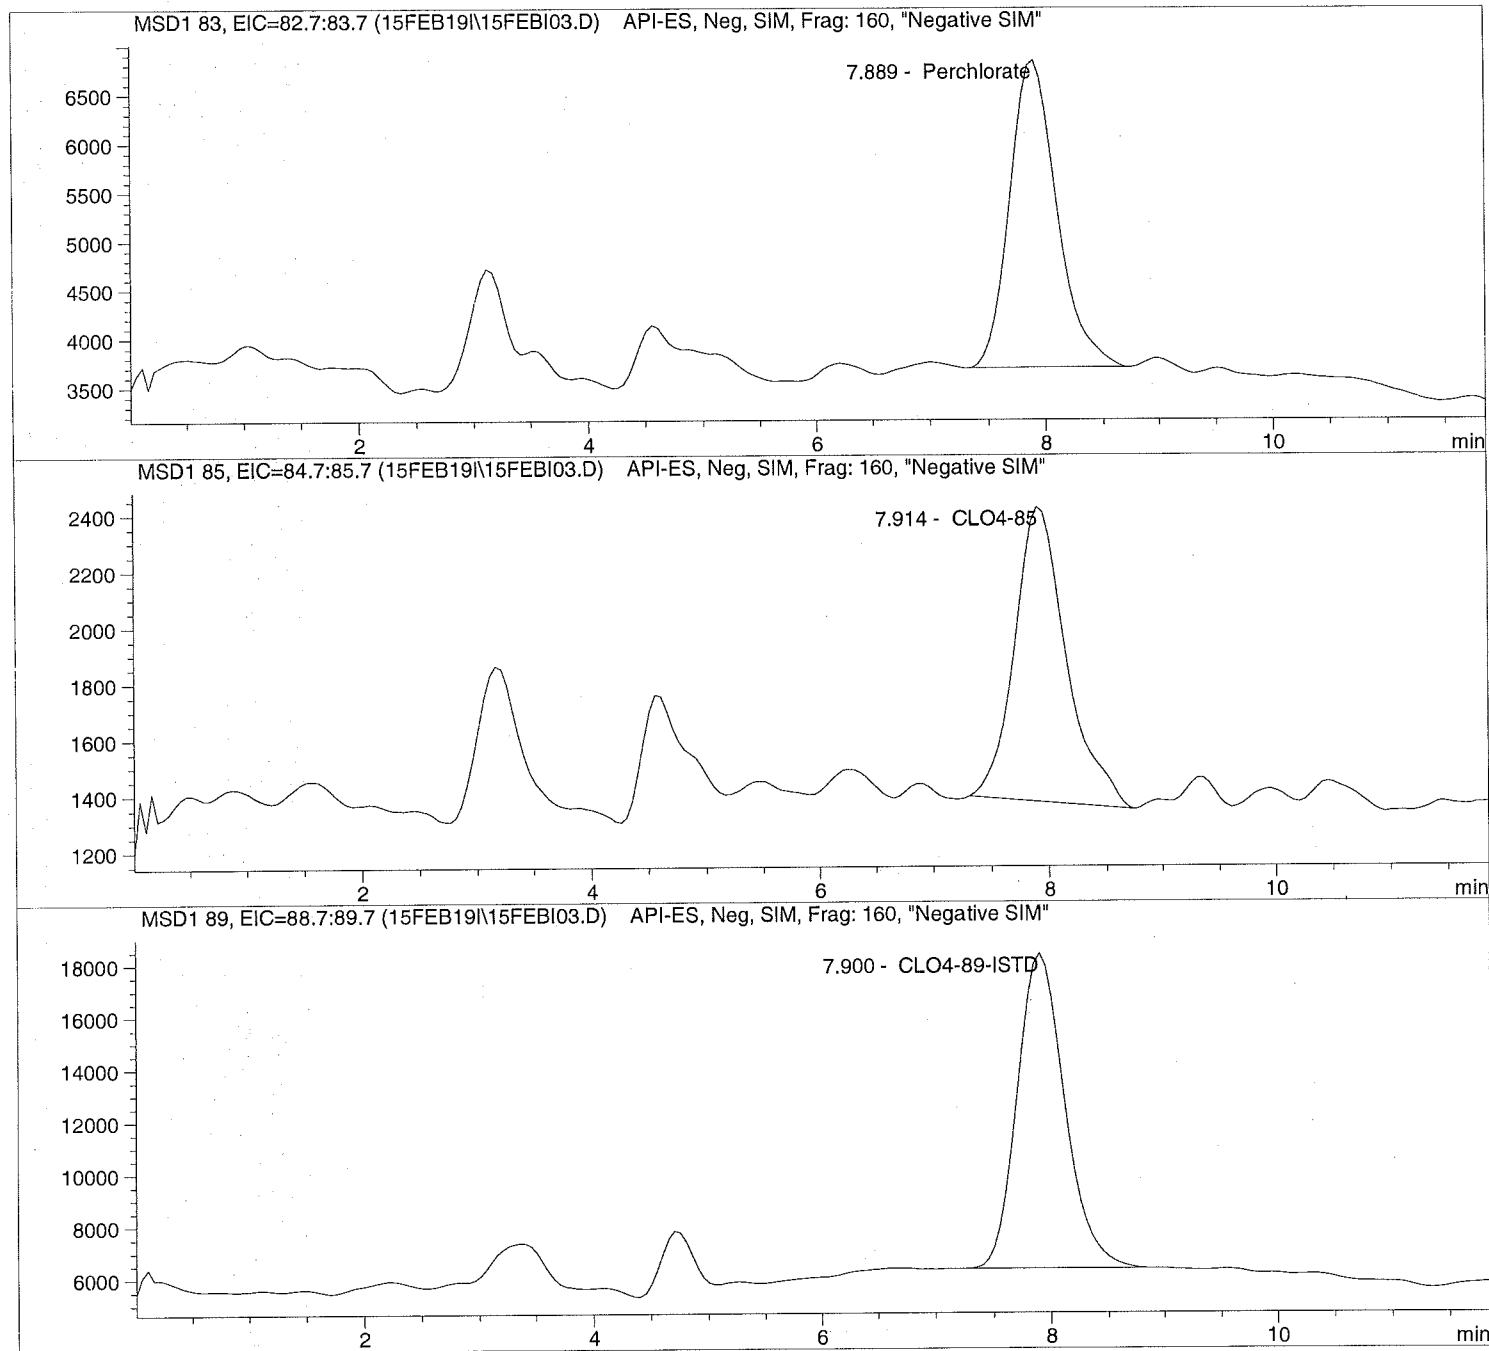 MSD1 83, EIC=82.7:83.7 (15FEB19I\15FEBI03.D) API-ES, Neg, SIM, Frag: 160, "Negative SIM"
7.889 - Perchlorate
6500
6000
5500
5000
4500
4000
3500
2 4 6 8 10 min
MSD1 85, EIC=84.7:85.7 (15FEB19I\15FEBI03.D) API-ES, Neg, SIM, Frag: 160, "Negative SIM"
7.914 - CLO4-85
2400
2200
2000
1800
1600
1400
1200
2 4 6 8 10 min
MSD1 89, EIC=88.7:89.7 (15FEB19I\15FEBI03.D) API-ES, Neg, SIM, Frag: 160, "Negative SIM"
7.900 - CLO4-89-ISTD
18000
16000
14000
12000
10000
8000
6000
2 4 6 8 10 min